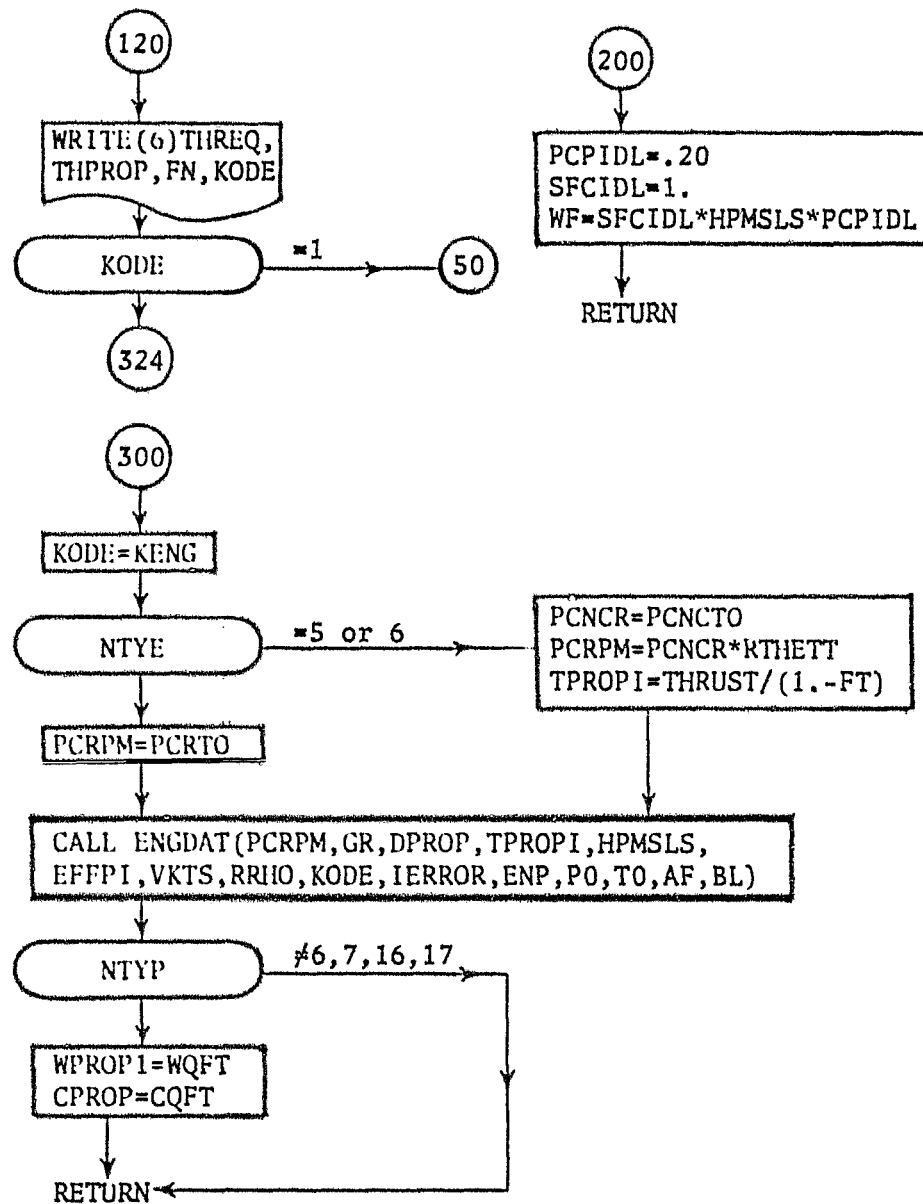 120
WRITE(6)THREQ,
THPROP,FN,KODE
KODE
=1
50
324
200
PCPIDL=.20
SFCIDL=1.
WF=SFCIDL*HPMSLS*PCPIDL
RETURN
300
KODE=KENG
NTYE
=5 or 6
PCNCR=PCNCTO
PCRPM=PCNCR*RTHETT
TPROPI=THRUST/(1.-FT)
PCRPM=PCRTO
CALL ENGDAT(PCRPM,GR,DPROP,TPROPI,HPMSLS,
EFFPI,VKTS,RRHO,KODE,IERROR,ENP,PO,TO,AF,BL)
NTYP
≠6,7,16,17
WPROP1=WQFT
CPROP=CQFT
RETURN